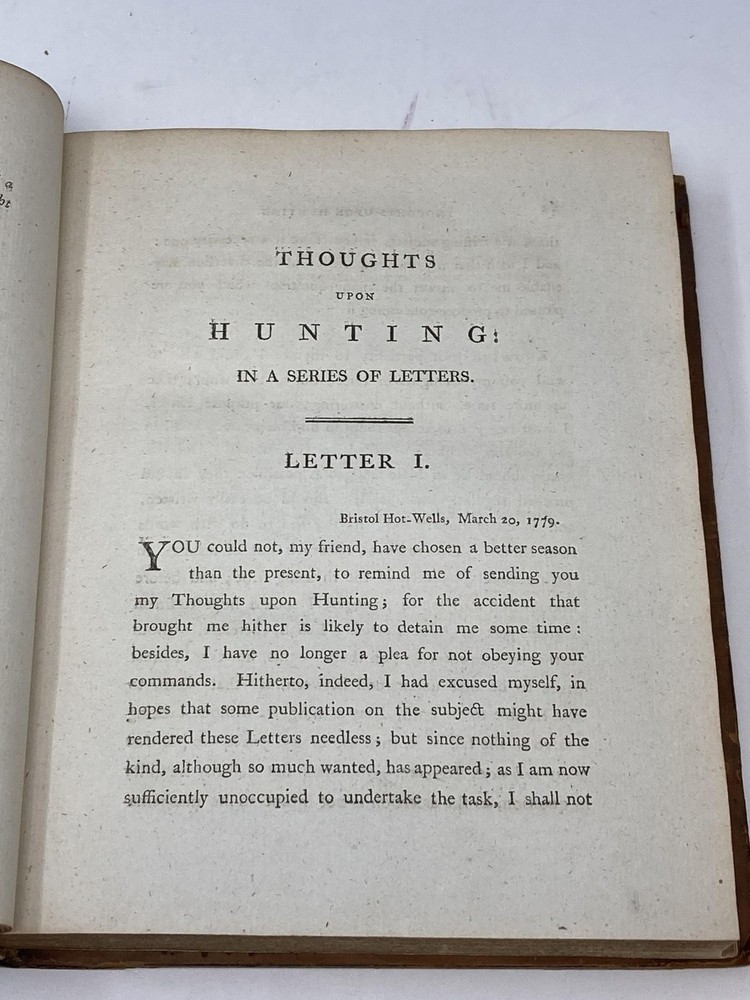 THOUGHTS
UPON
HUNTING:
IN A SERIES OF LETTERS.
LETTER I.
Bristol Hot-Wells, March 20, 1779.
YOU could not, my friend, have chosen a better season
than the present, to remind me of sending you
my Thoughts upon Hunting; for the accident that
brought me hither is likely to detain me some time:
besides, I have no longer a plea for not obeying your
commands. Hitherto, indeed, I had excused myself, in
hopes that some publication on the subject might have
rendered these Letters needless; but since nothing of the
kind, although so much wanted, has appeared; as I am now
sufficiently unoccupied to undertake the task, I shall not